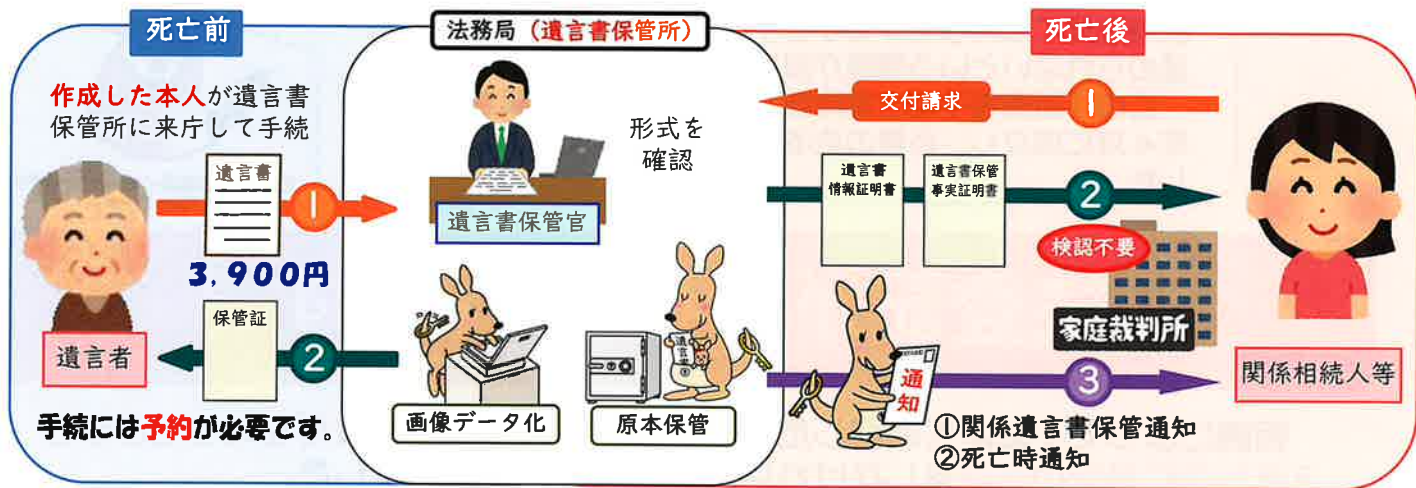 死亡前
作成した本人が遺言書
保管所に来庁して手続
遺言書
①
3,900円
保管証
②
遺言者
手続には予約が必要です。
法務局（遺言書保管所）
形式を
確認
遺言書保管官
画像データ化
遺言書
原本保管
死亡後
交付請求
①
遺言書
情報証明書
遺言書保管
事実証明書
②
検認不要
家庭裁判所
通知
③
関係相続人等
①関係遺言書保管通知
②死亡時通知